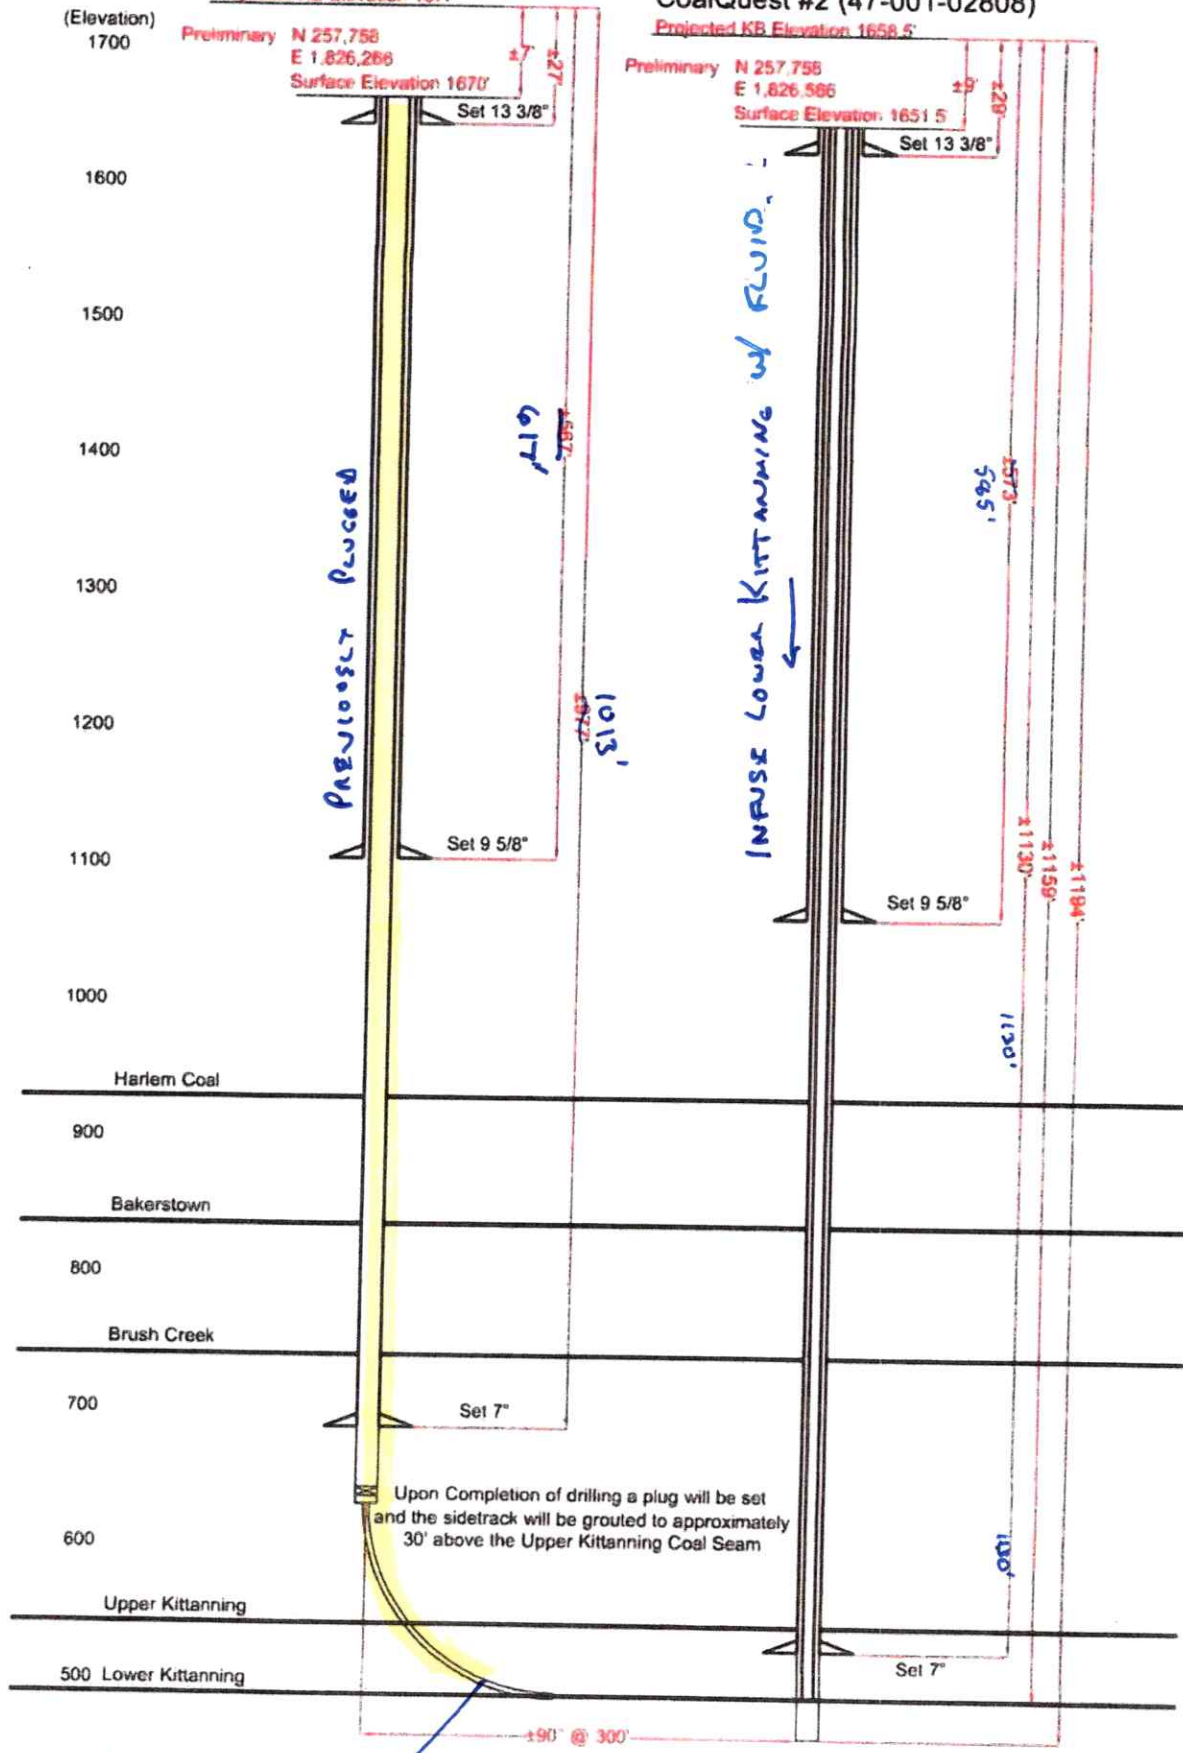 (Elevation)
CoalQuest #2 (47-001-02808)
Projected KB Elevation 1658.5'
1700
Preliminary N 257,758
E 1,826,266
Surface Elevation 1670'
±7'
±27'
Preliminary N 257,758
E 1,826,586
Surface Elevation 1651.5'
±9'
±29'
Set 13 3/8"
Set 13 3/8"
1600
1500
1400
1300
1200
1100
1000
PREVIOUSLY PLUGGED
617'
±567'
±977'
1013'
INFUSE LOWER KITTANNING w/ FLUID.
±573'
595'
±1130'
±1159'
±1194'
1130'
Set 9 5/8"
Set 9 5/8"
Harlem Coal
900
Bakerstown
800
Brush Creek
700
Set 7"
Upon Completion of drilling a plug will be set
and the sidetrack will be grouted to approximately
30' above the Upper Kittanning Coal Seam
600
1130'
Upper Kittanning
500 Lower Kittanning
Set 7"
±90° @ 300'